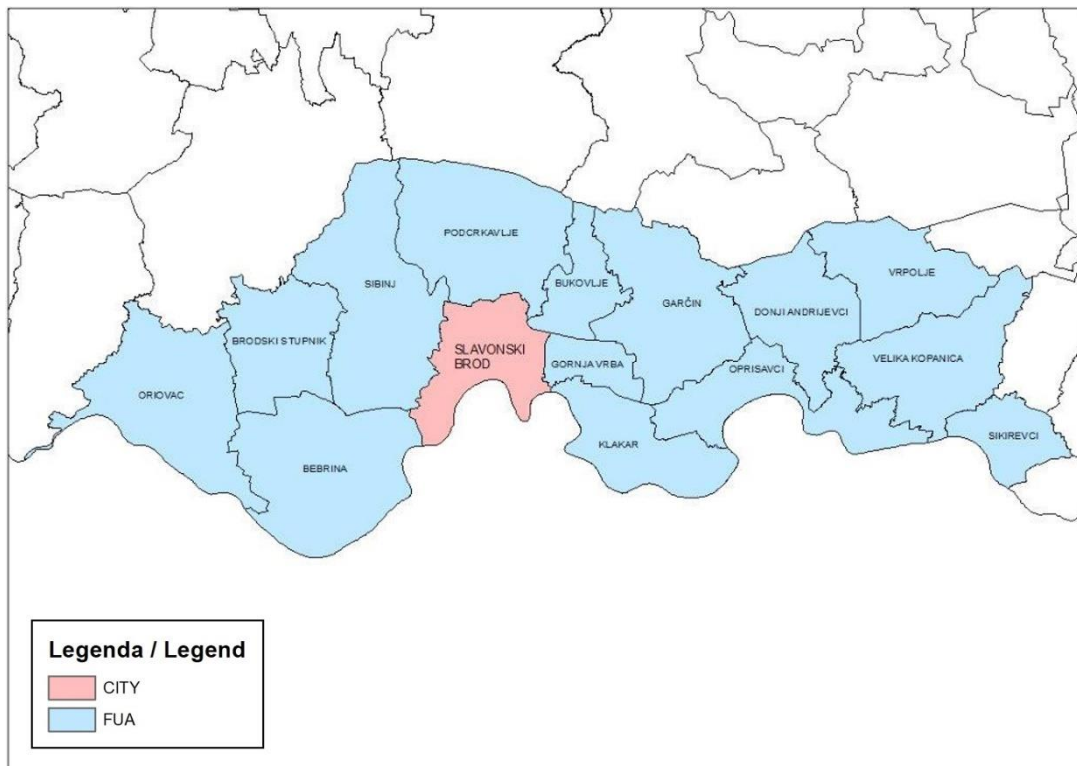 PODCRKAVLJE
VRPOLJE
SIBINJ
BUKOVLJE
GARČIN
DONJI ANDRIJEVCI
BRODSKI STUPNIK
SLAVONSKI
BROD
GORNJA VRBA
OPRISAVCI
VELIKA KOPANICA
ORIOVAC
KLAKAR
SIKIREVCI
BEBRINA
Legenda / Legend
CITY
FUA